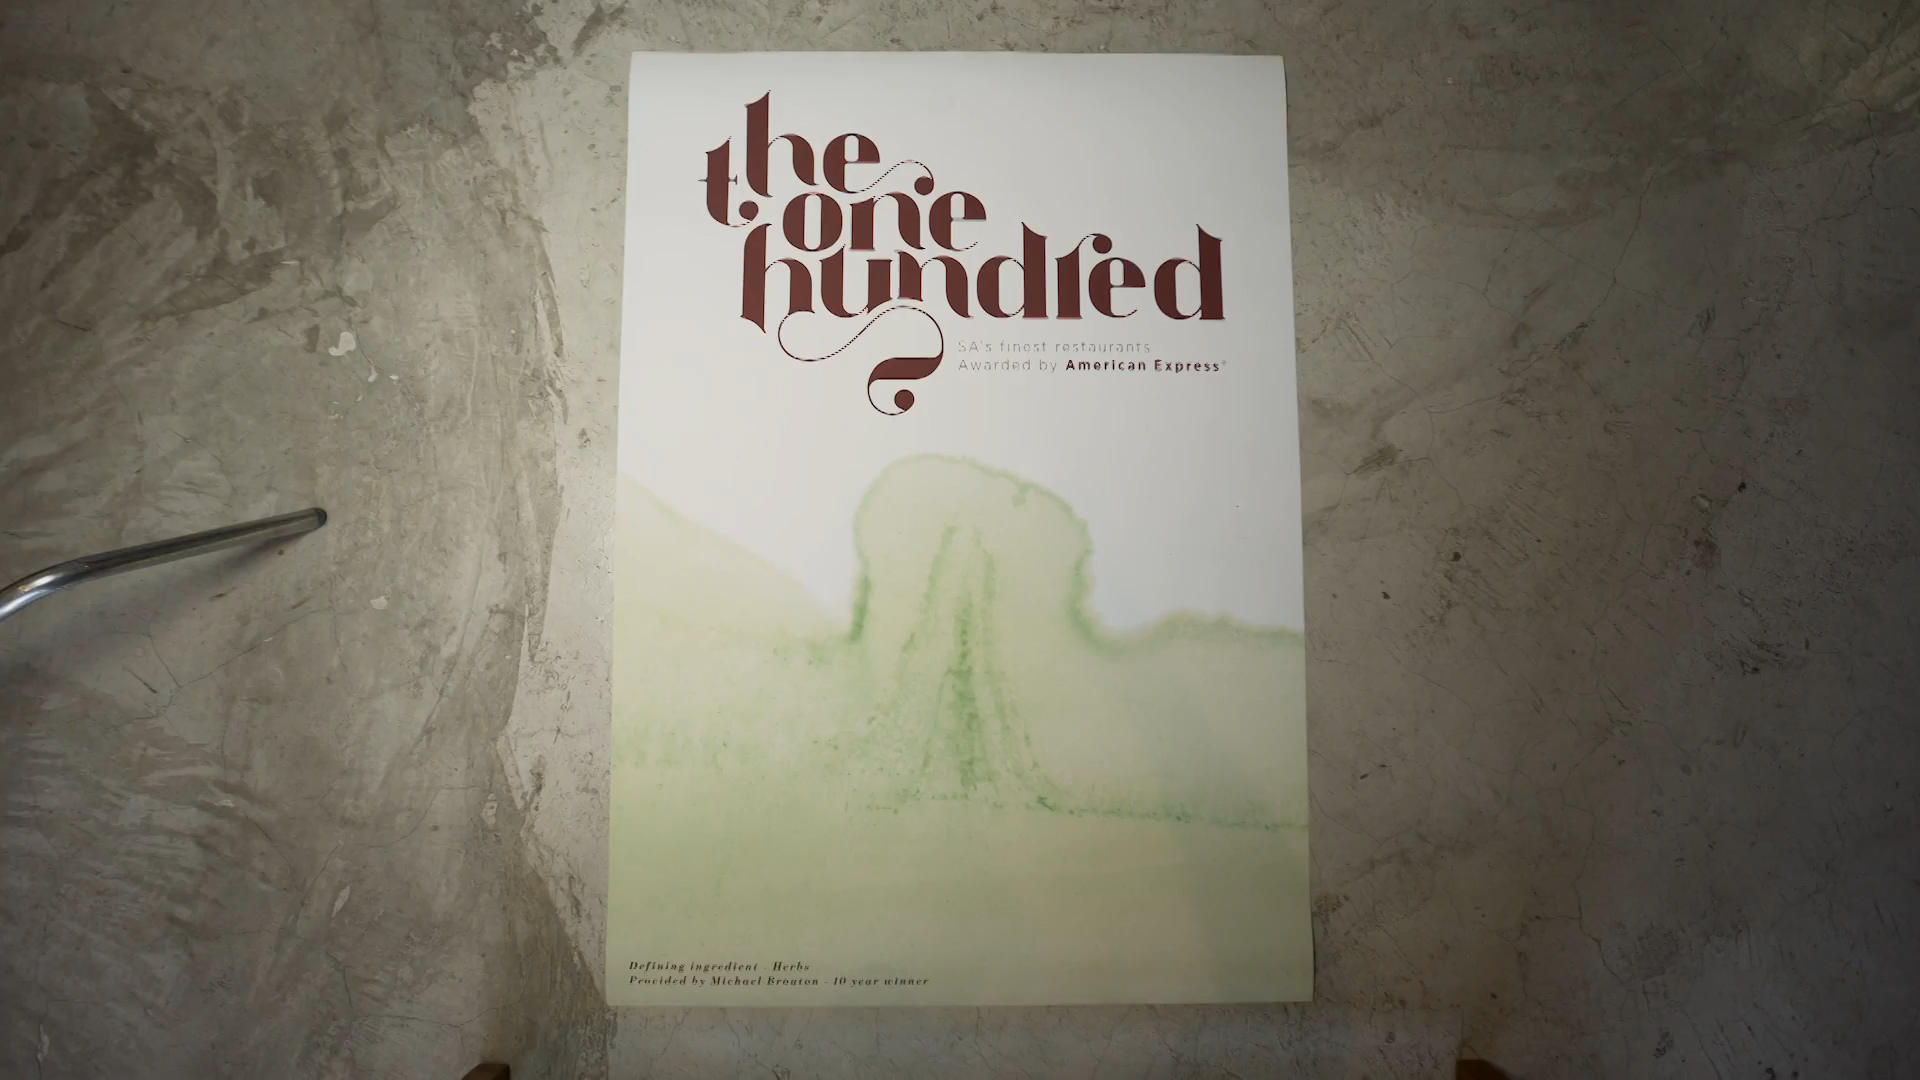 the
one
hundred
SA's finest restaurants
Awarded by American Express®
Defining ingredient - Herbs
Provided by Michael Broughton - 10 year winner